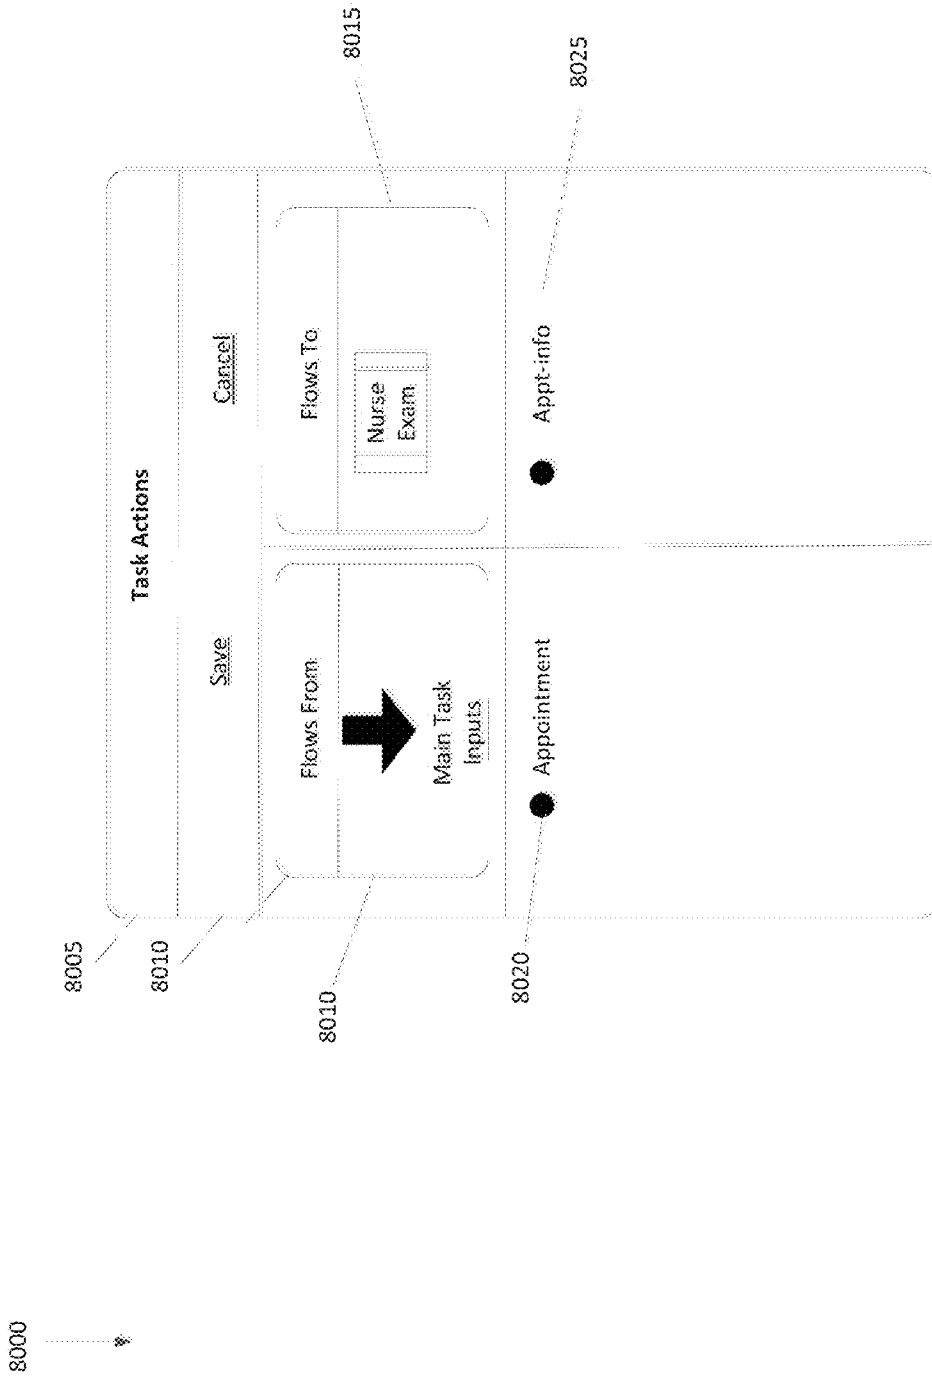 8000
8005
Task Actions
8010
Save
Cancel
8010
Flows From
Flows To
8015
Main Task
Inputs
Nurse
Exam
8020
Appointment
Appt-info
8025